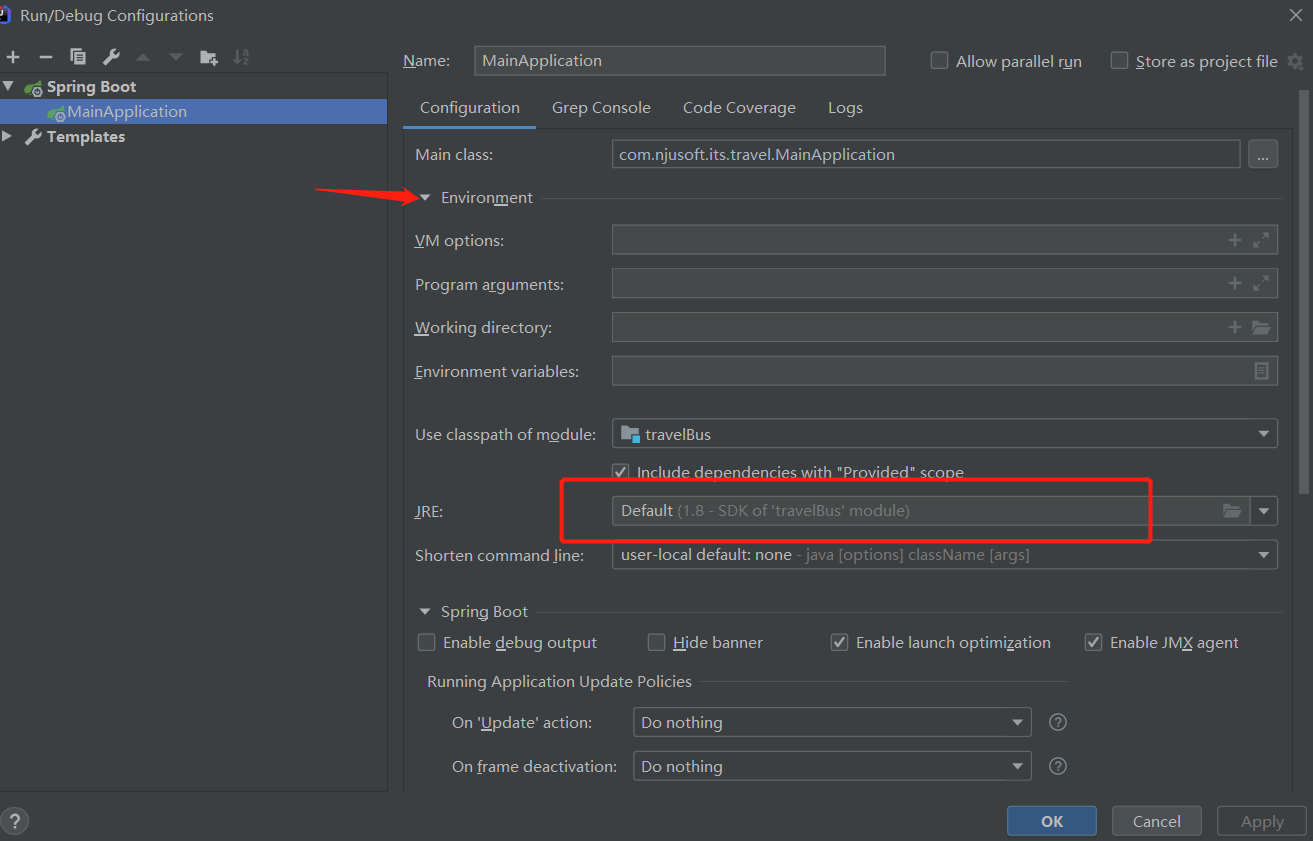 Run/Debug Configurations
Name: MainApplication Allow parallel run Store as project file
Spring Boot
MainApplication
Templates
Configuration Grep Console Code Coverage Logs
Main class: com.njusoft.its.travel.MainApplication ...
Environment
VM options:
Program arguments:
Working directory:
Environment variables:
Use classpath of module: travelBus
Include dependencies with "Provided" scope
JRE: Default (1.8 - SDK of 'travelBus' module)
Shorten command line: user-local default: none - java [options] className [args]
Spring Boot
Enable debug output Hide banner Enable launch optimization Enable JMX agent
Running Application Update Policies
On 'Update' action: Do nothing ?
On frame deactivation: Do nothing ?
? OK Cancel Apply